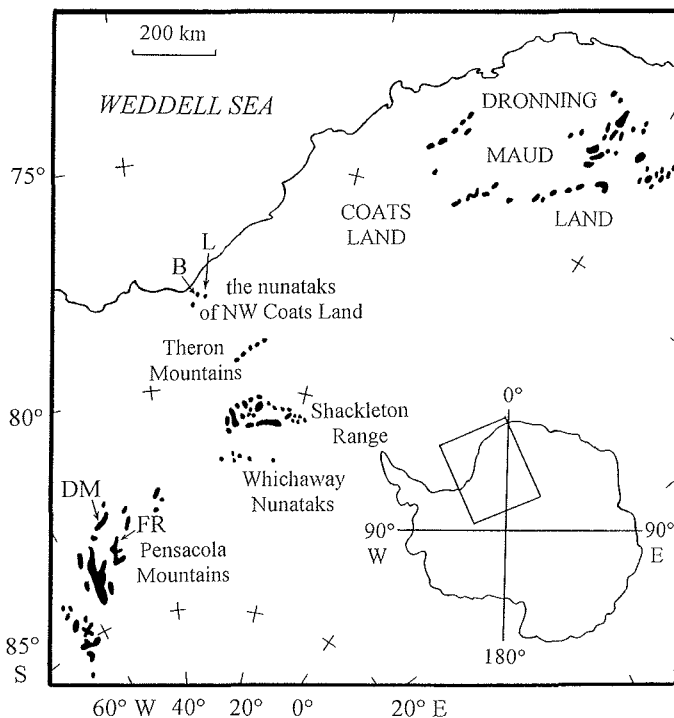 200 km
WEDDELL SEA
DRONNING
MAUD
LAND
75°
COATS
LAND
L
B
the nunataks
of NW Coats Land
Theron
Mountains
80°
Shackleton
Range
0°
Whichaway
Nunataks
DM
FR
Pensacola
Mountains
90°
W
90°
E
180°
85°
S
60° W 40° 20° 0° 20° E